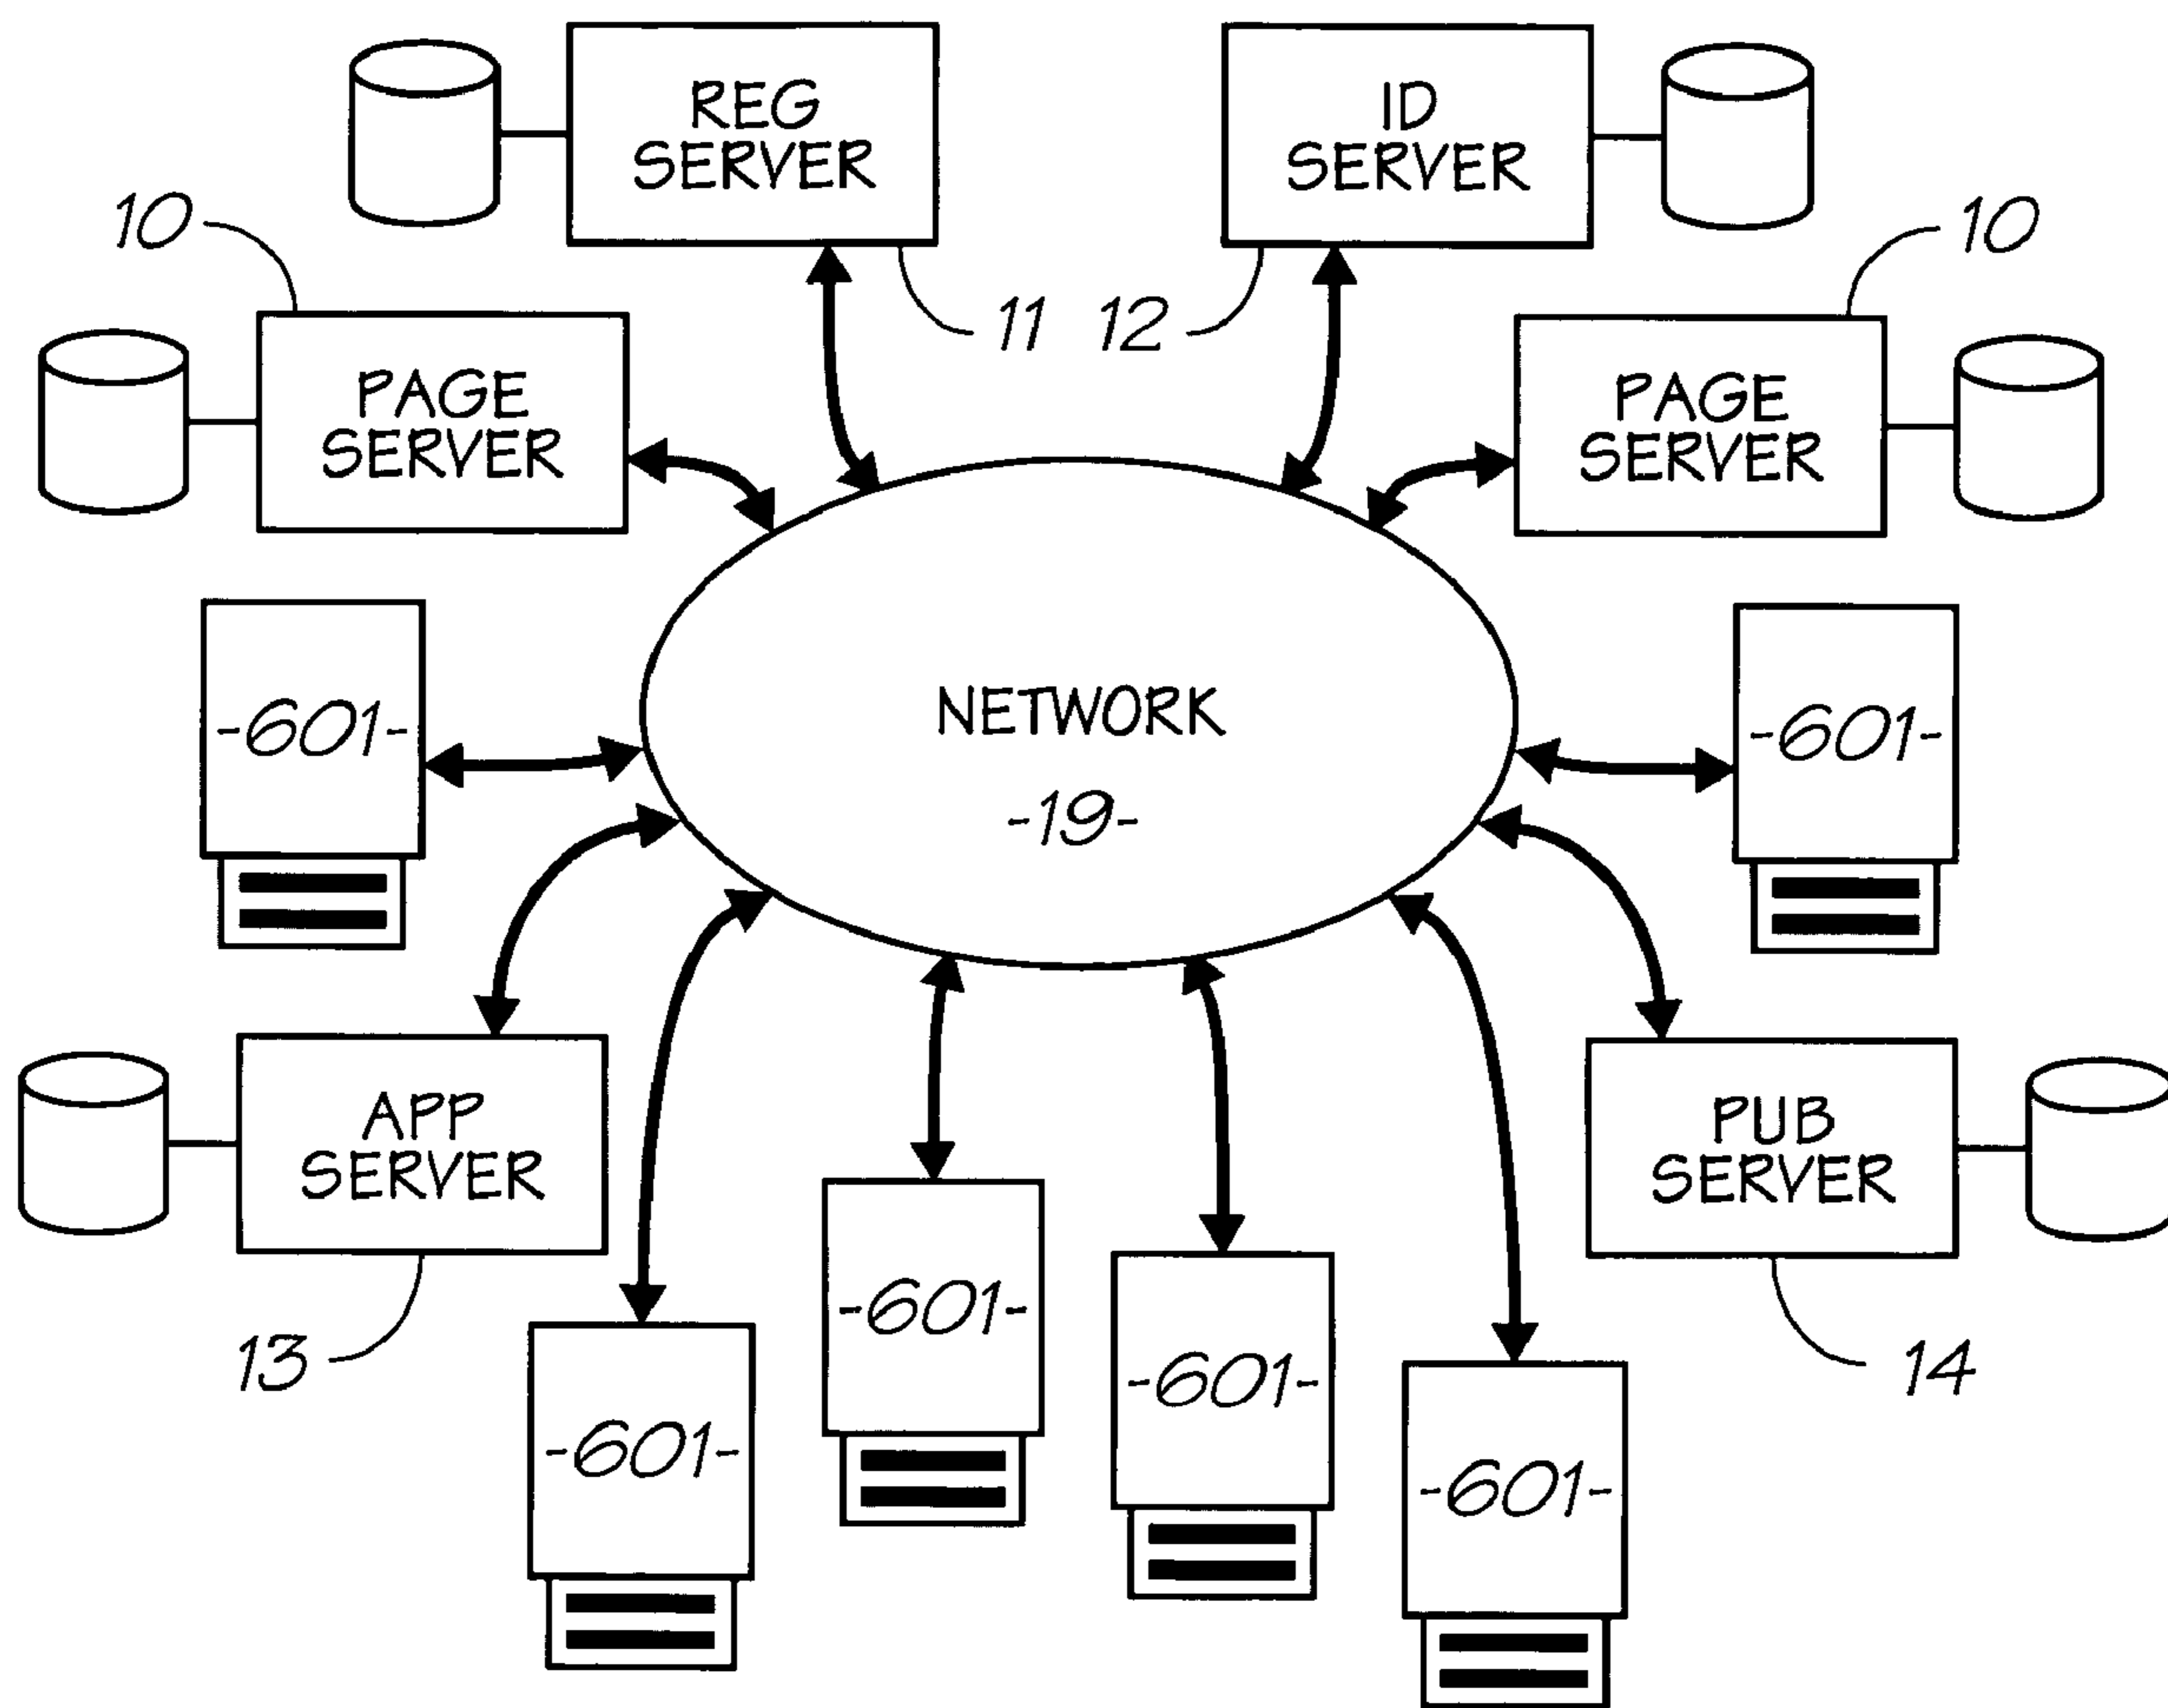 REG
SERVER
ID
SERVER
10
10
11
12
PAGE
SERVER
PAGE
SERVER
-601-
NETWORK
-19-
-601-
APP
SERVER
PUB
SERVER
-601-
-601-
13
14
-601-
-601-